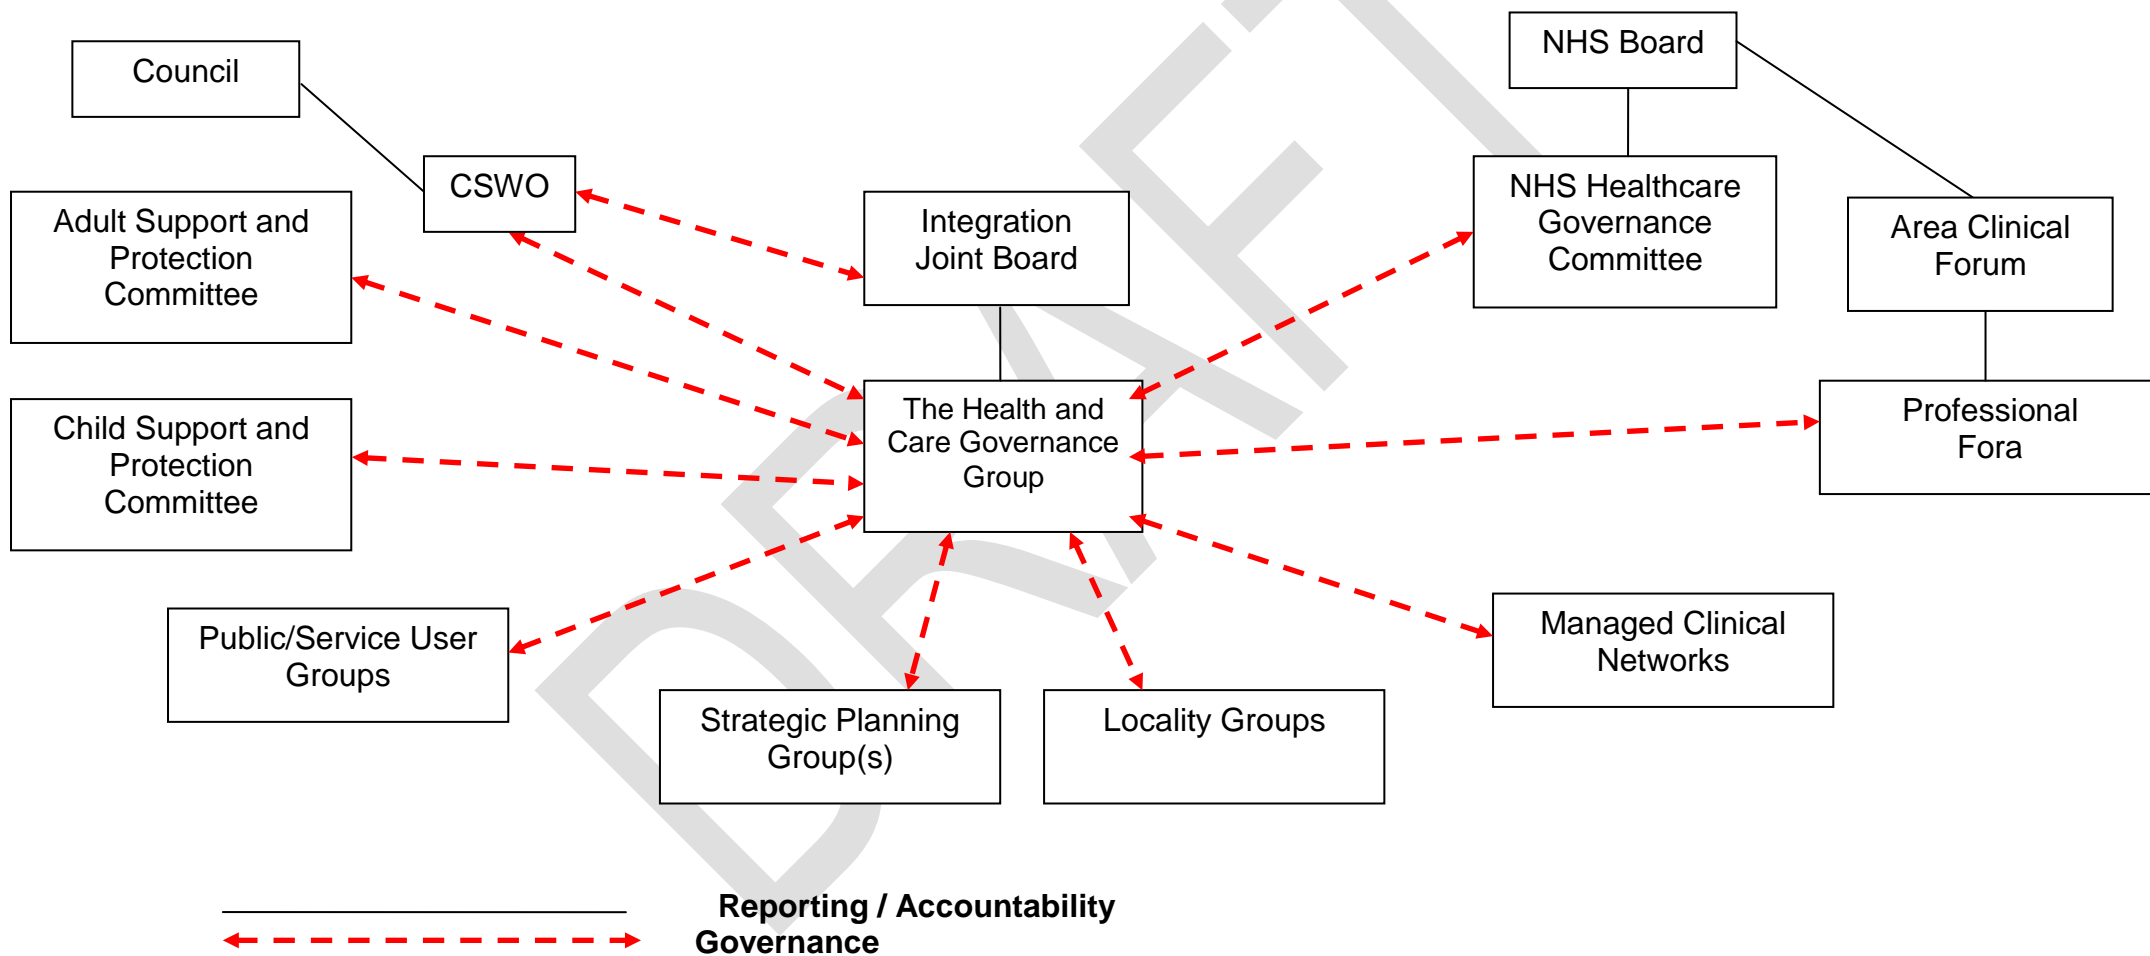 Council
NHS Board
CSWO
Adult Support and
Protection
Committee
Integration
Joint Board
NHS Healthcare
Governance
Committee
Area Clinical
Forum
Child Support and
Protection
Committee
The Health and
Care Governance
Group
Professional
Fora
Public/Service User
Groups
Managed Clinical
Networks
Strategic Planning
Group(s)
Locality Groups
Reporting / Accountability
Governance
DRAFT